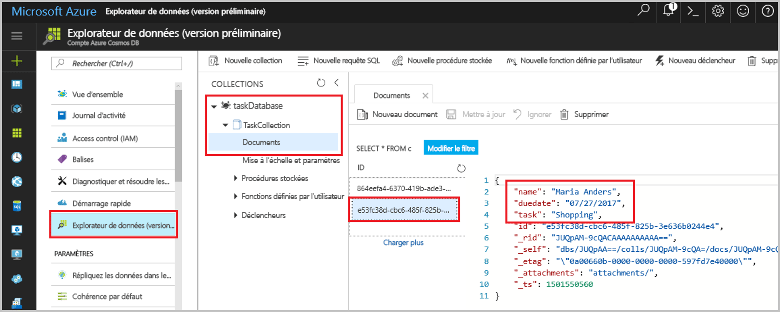 Microsoft Azure Explorateur de données (version préliminaire)
Explorateur de données (version préliminaire)
Compte Azure Cosmos DB
Rechercher (Ctrl+/)
Vue d'ensemble
Journal d'activité
Access control (IAM)
Balises
Diagnostiquer et résoudre les...
Démarrage rapide
Explorateur de données (version...
PARAMÈTRES
Répliquez les données dans le...
Cohérence par défaut
Nouvelle collection
Nouvelle requête SQL
Nouvelle procédure stockée
Nouvelle fonction définie par l'utilisateur
Nouveau déclencheur
Supprimer
COLLECTIONS
taskDatabase
TaskCollection
Documents
Mise à l'échelle et paramètres
Procédures stockées
Fonctions définies par l'utilisateur
Déclencheurs
Documents
Nouveau document
Mettre à jour
Ignorer
Supprimer
SELECT * FROM c
Modifier le filtre
ID
864eefa4-6370-419b-ade3-...
e53fc38d-cbc6-485f-825b-...
Charger plus
1 {
2 "name": "Maria Anders",
3 "duedate": "07/27/2017",
4 "task": "Shopping",
5 "id": "e53fc38d-cbc6-485f-825b-3e636b0244e4",
6 "_rid": "JUQpAM-9cQACAAAAAAAAAA==",
7 "_self": "dbs/JUQpAA==/colls/JUQpAM-9cQA=/docs/JUQpAM-9cQ
8 "_etag": "\"0a00660b-0000-0000-0000-597fd7e40000\"",
9 "_attachments": "attachments/",
10 "_ts": 1501550560
11 }